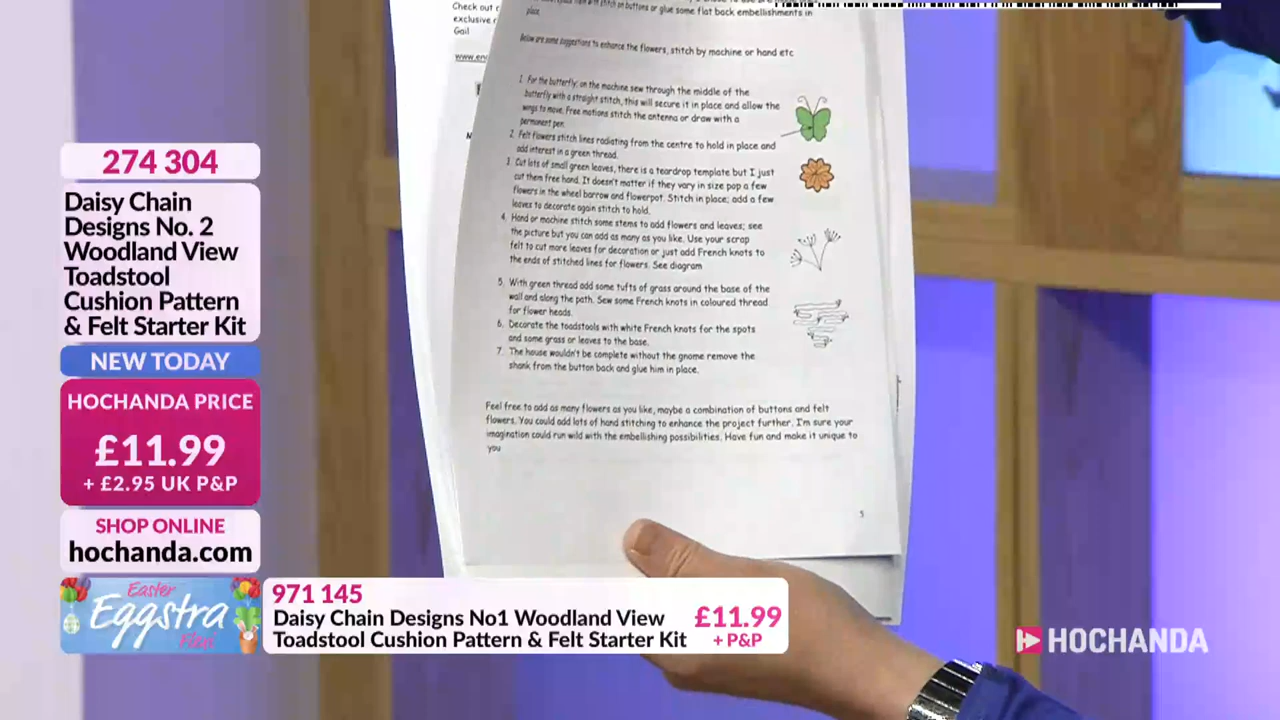 274 304
Daisy Chain
Designs No. 2
Woodland View
Toadstool
Cushion Pattern
& Felt Starter Kit
NEW TODAY
HOCHANDA PRICE
£11.99
+ £2.95 UK P&P
SHOP ONLINE
hochanda.com
Easter
Eggstra
971 145
Daisy Chain Designs No1 Woodland View
Toadstool Cushion Pattern & Felt Starter Kit
£11.99
+ P&P
HOCHANDA
Check out
exclusive
Gail
stitch on buttons or glue some flat back embellishments in
place.
Below are some suggestions to enhance the flowers, stitch by machine or hand etc
1. For the butterfly; on the machine sew through the middle of the
butterfly with a straight stitch, this will secure it in place and allow the
wings to move. Free motions stitch the antenna or draw with a
permanent pen.
2. Felt flowers stitch lines radiating from the centre to hold in place and
add interest in a green thread.
3. Cut lots of small green leaves, there is a teardrop template but I just
cut them free hand. It doesn't matter if they vary in size pop a few
flowers in the wheel barrow and flowerpot. Stitch in place; add a few
leaves to decorate again stitch to hold.
4. Hand or machine stitch some stems to add flowers and leaves; see
the picture but you can add as many as you like. Use your scrap
felt to cut more leaves for decoration or just add French knots to
the ends of stitched lines for flowers. See diagram
5. With green thread add some tufts of grass around the base of the
wall and along the path. Sew some French knots in coloured thread
for flower heads.
6. Decorate the toadstools with white French knots for the spots
and some grass or leaves to the base.
7. The house wouldn't be complete without the gnome remove the
shank from the button back and glue him in place.
Feel free to add as many flowers as you like, maybe a combination of buttons and felt
flowers. You could add lots of hand stitching to enhance the project further. I'm sure your
imagination could run wild with the embellishing possibilities. Have fun and make it unique to
you
5